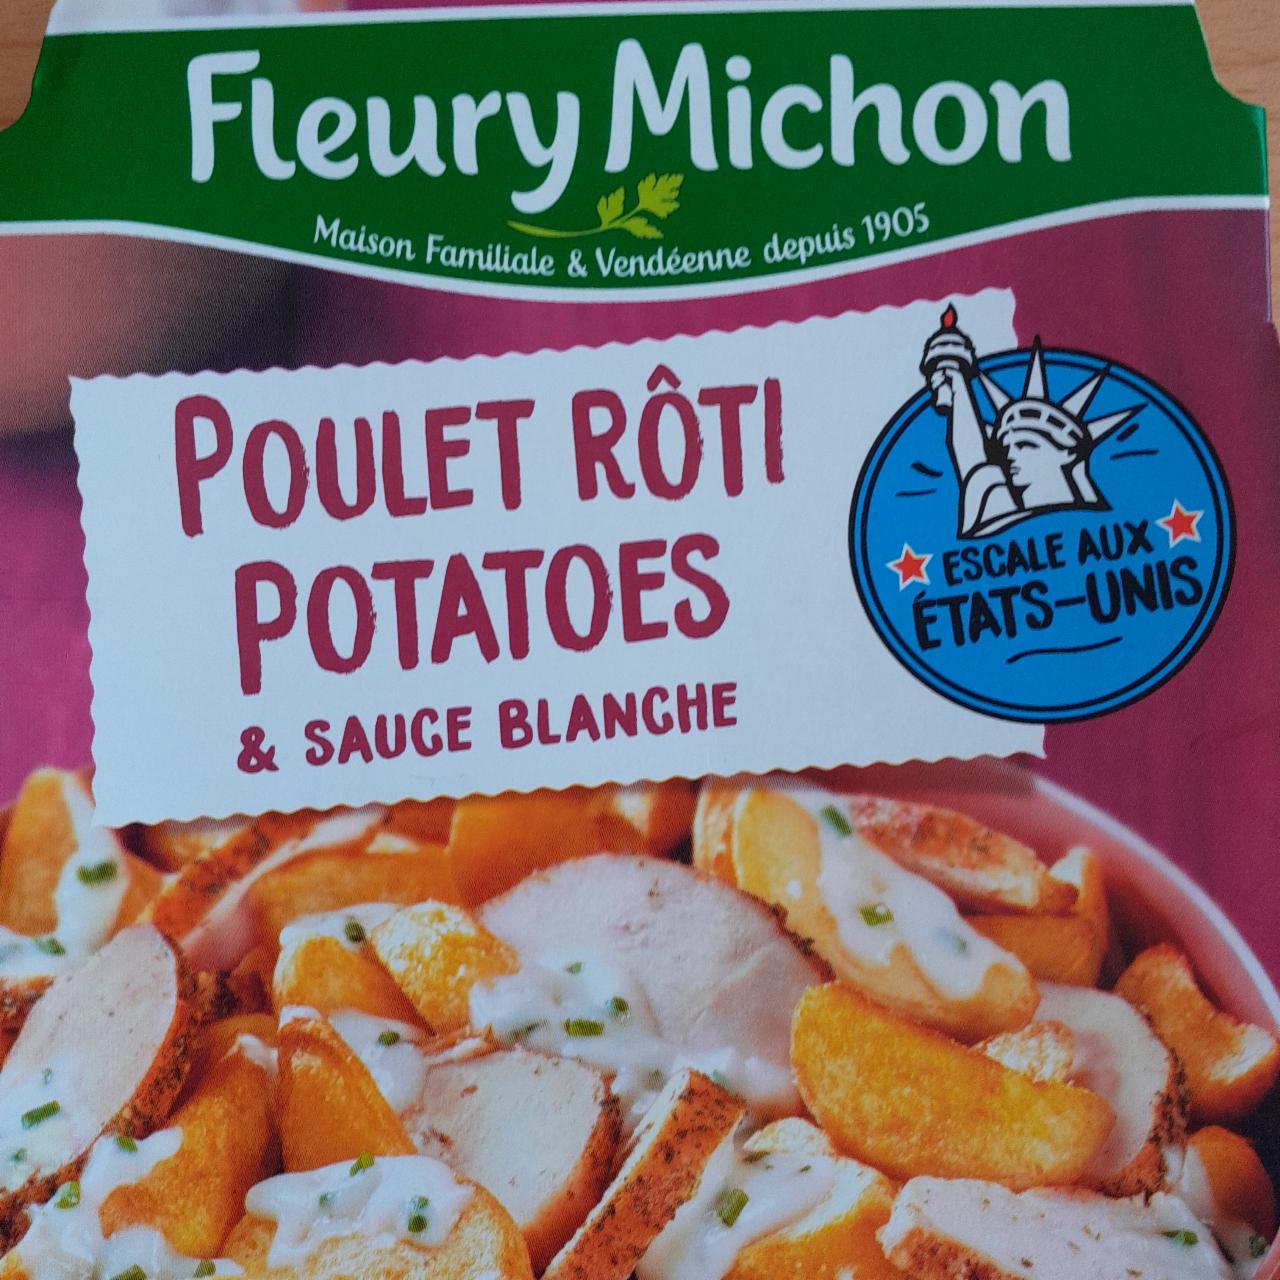 Fleury Michon
Maison Familiale & Vendéenne depuis 1905
POULET RÔTI
POTATOES
& SAUCE BLANCHE
ESCALE AUX
ÉTATS-UNIS